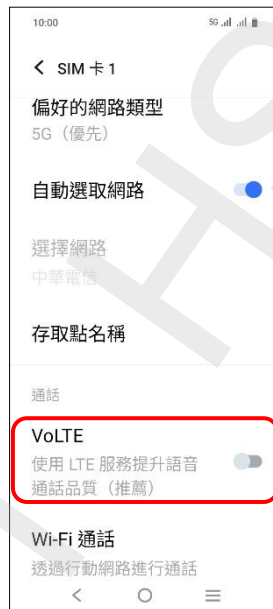 10:00 5G
SIM 卡 1
偏好的網路類型
5G（優先）
自動選取網路
選擇網路
中華電信
存取點名稱
通話
VoLTE
使用 LTE 服務提升語音
通話品質（推薦）
Wi-Fi 通話
透過行動網路進行通話